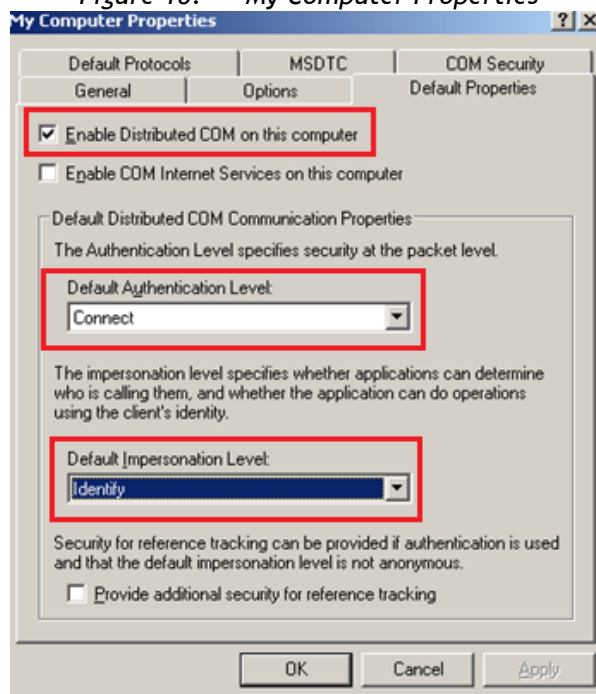 Figure 10. My Computer Properties
My Computer Properties
Default Protocols MSDTC COM Security
General Options Default Properties
Enable Distributed COM on this computer
Enable COM Internet Services on this computer
Default Distributed COM Communication Properties
The Authentication Level specifies security at the packet level.
Default Authentication Level:
Connect
The impersonation level specifies whether applications can determine
who is calling them, and whether the application can do operations
using the client's identity.
Default Impersonation Level:
Identify
Security for reference tracking can be provided if authentication is used
and that the default impersonation level is not anonymous.
Provide additional security for reference tracking
OK Cancel Apply